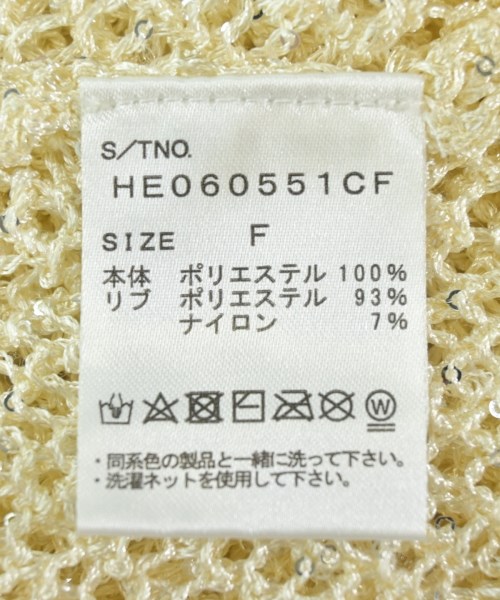 S/TNO.
HE060551CF
SIZE F
本体 ポリエステル 100%
リブ ポリエステル 93%
ナイロン 7%
W
・同系色の製品と一緒に洗って下さい。
・洗濯ネットを使用して下さい。